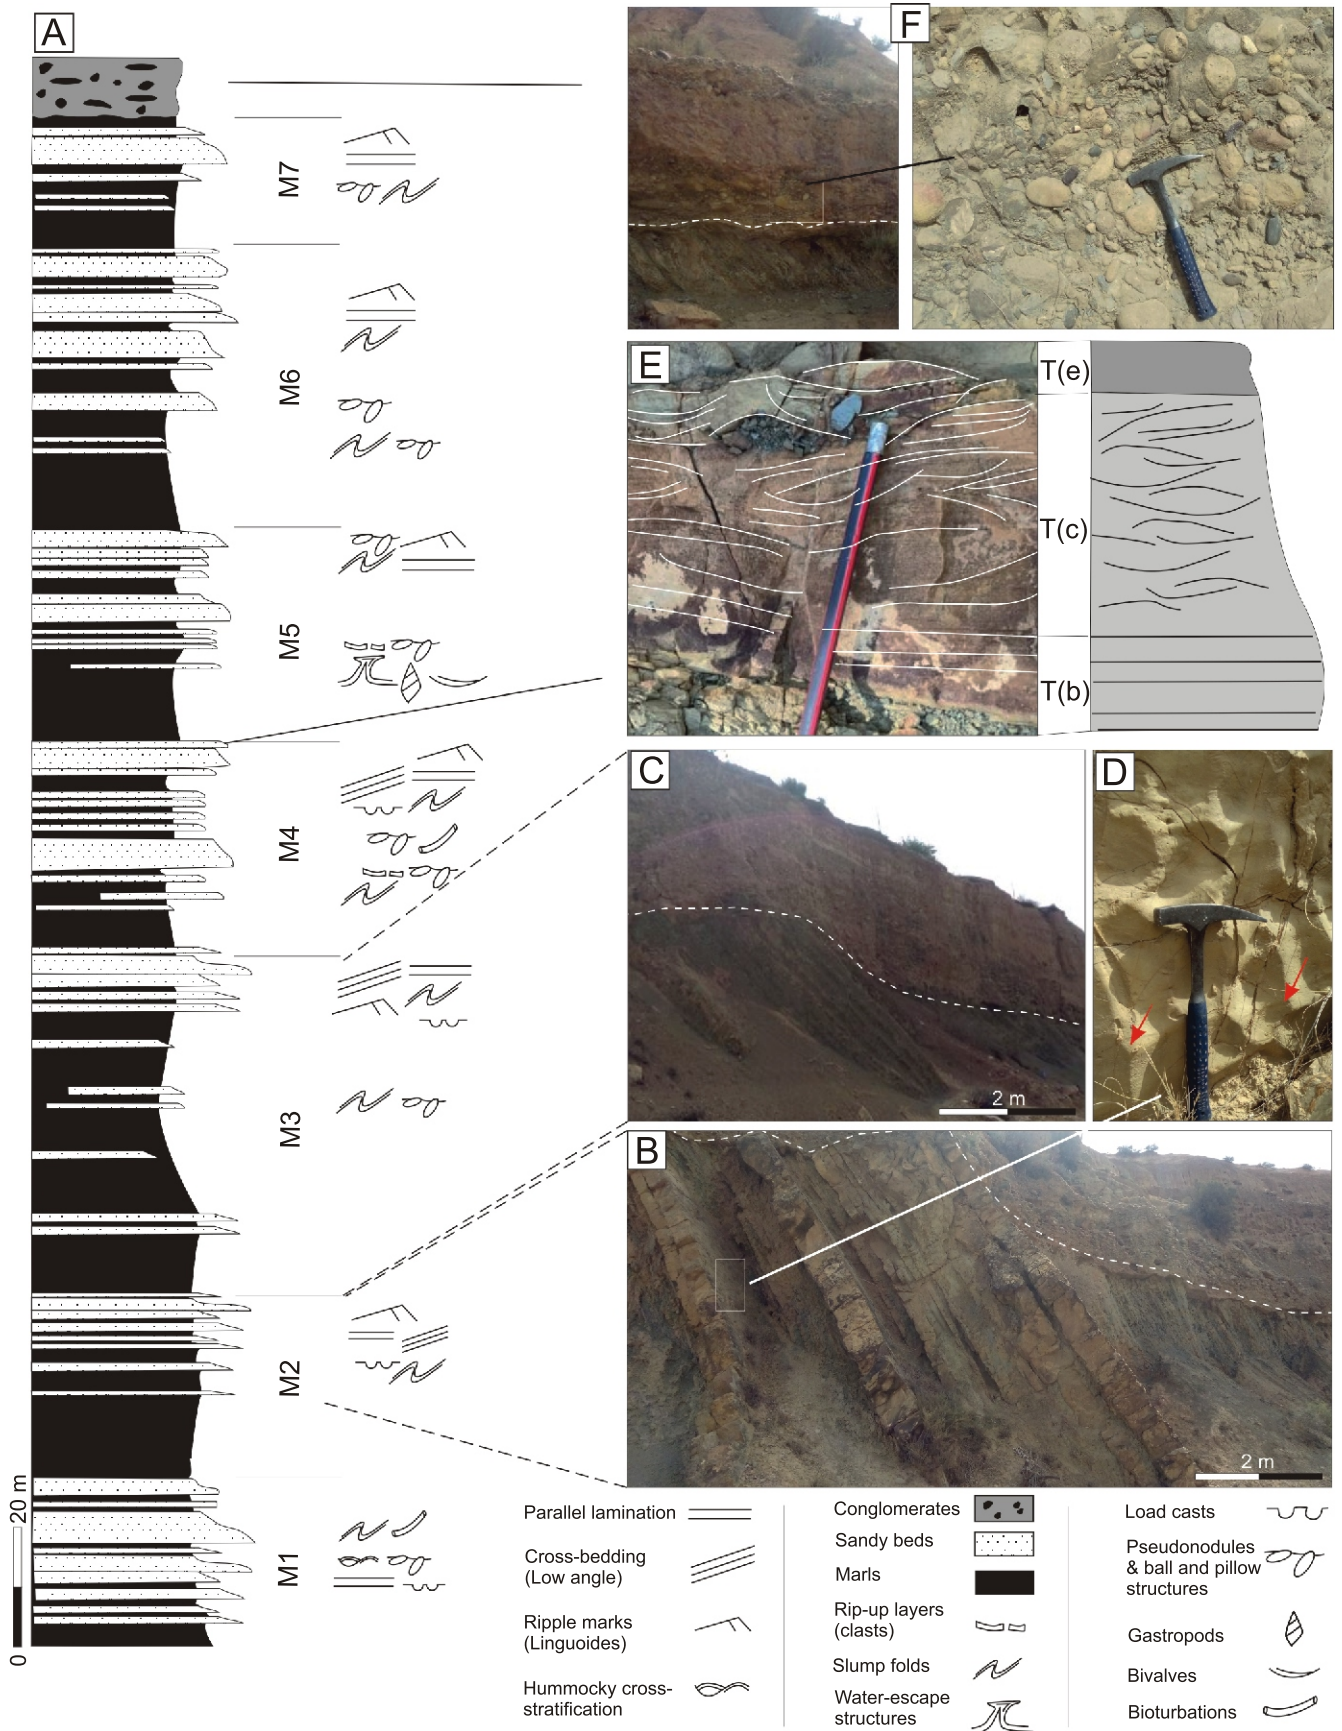 A
F
M7
M6
E
T(e)
T(c)
T(b)
M5
C
D
M4
2 m
B
M3
M2
2 m
20 m
0
M1
Parallel lamination
Cross-bedding
(Low angle)
Ripple marks
(Linguoides)
Hummocky cross-
stratification
Conglomerates
Sandy beds
Marls
Rip-up layers
(clasts)
Slump folds
Water-escape
structures
Load casts
Pseudonodules
& ball and pillow
structures
Gastropods
Bivalves
Bioturbations